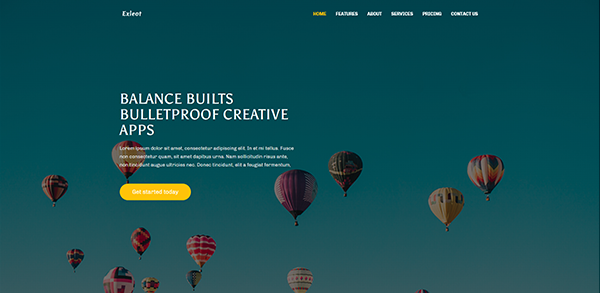 Exleot
HOME FEATURES ABOUT SERVICES PRICING CONTACT US
BALANCE BUILTS
BULLETPROOF CREATIVE
APPS
Lorem ipsum dolor sit amet, consectetur adipiscing elit. In et mi tellus. Fusce
non consectetur quam, sit amet dapibus urna. Nam sollicitudin risus ante,
non tincidunt augue ultricies nec. Donec tincidunt, elit a feugiat fermentum,
Get started today